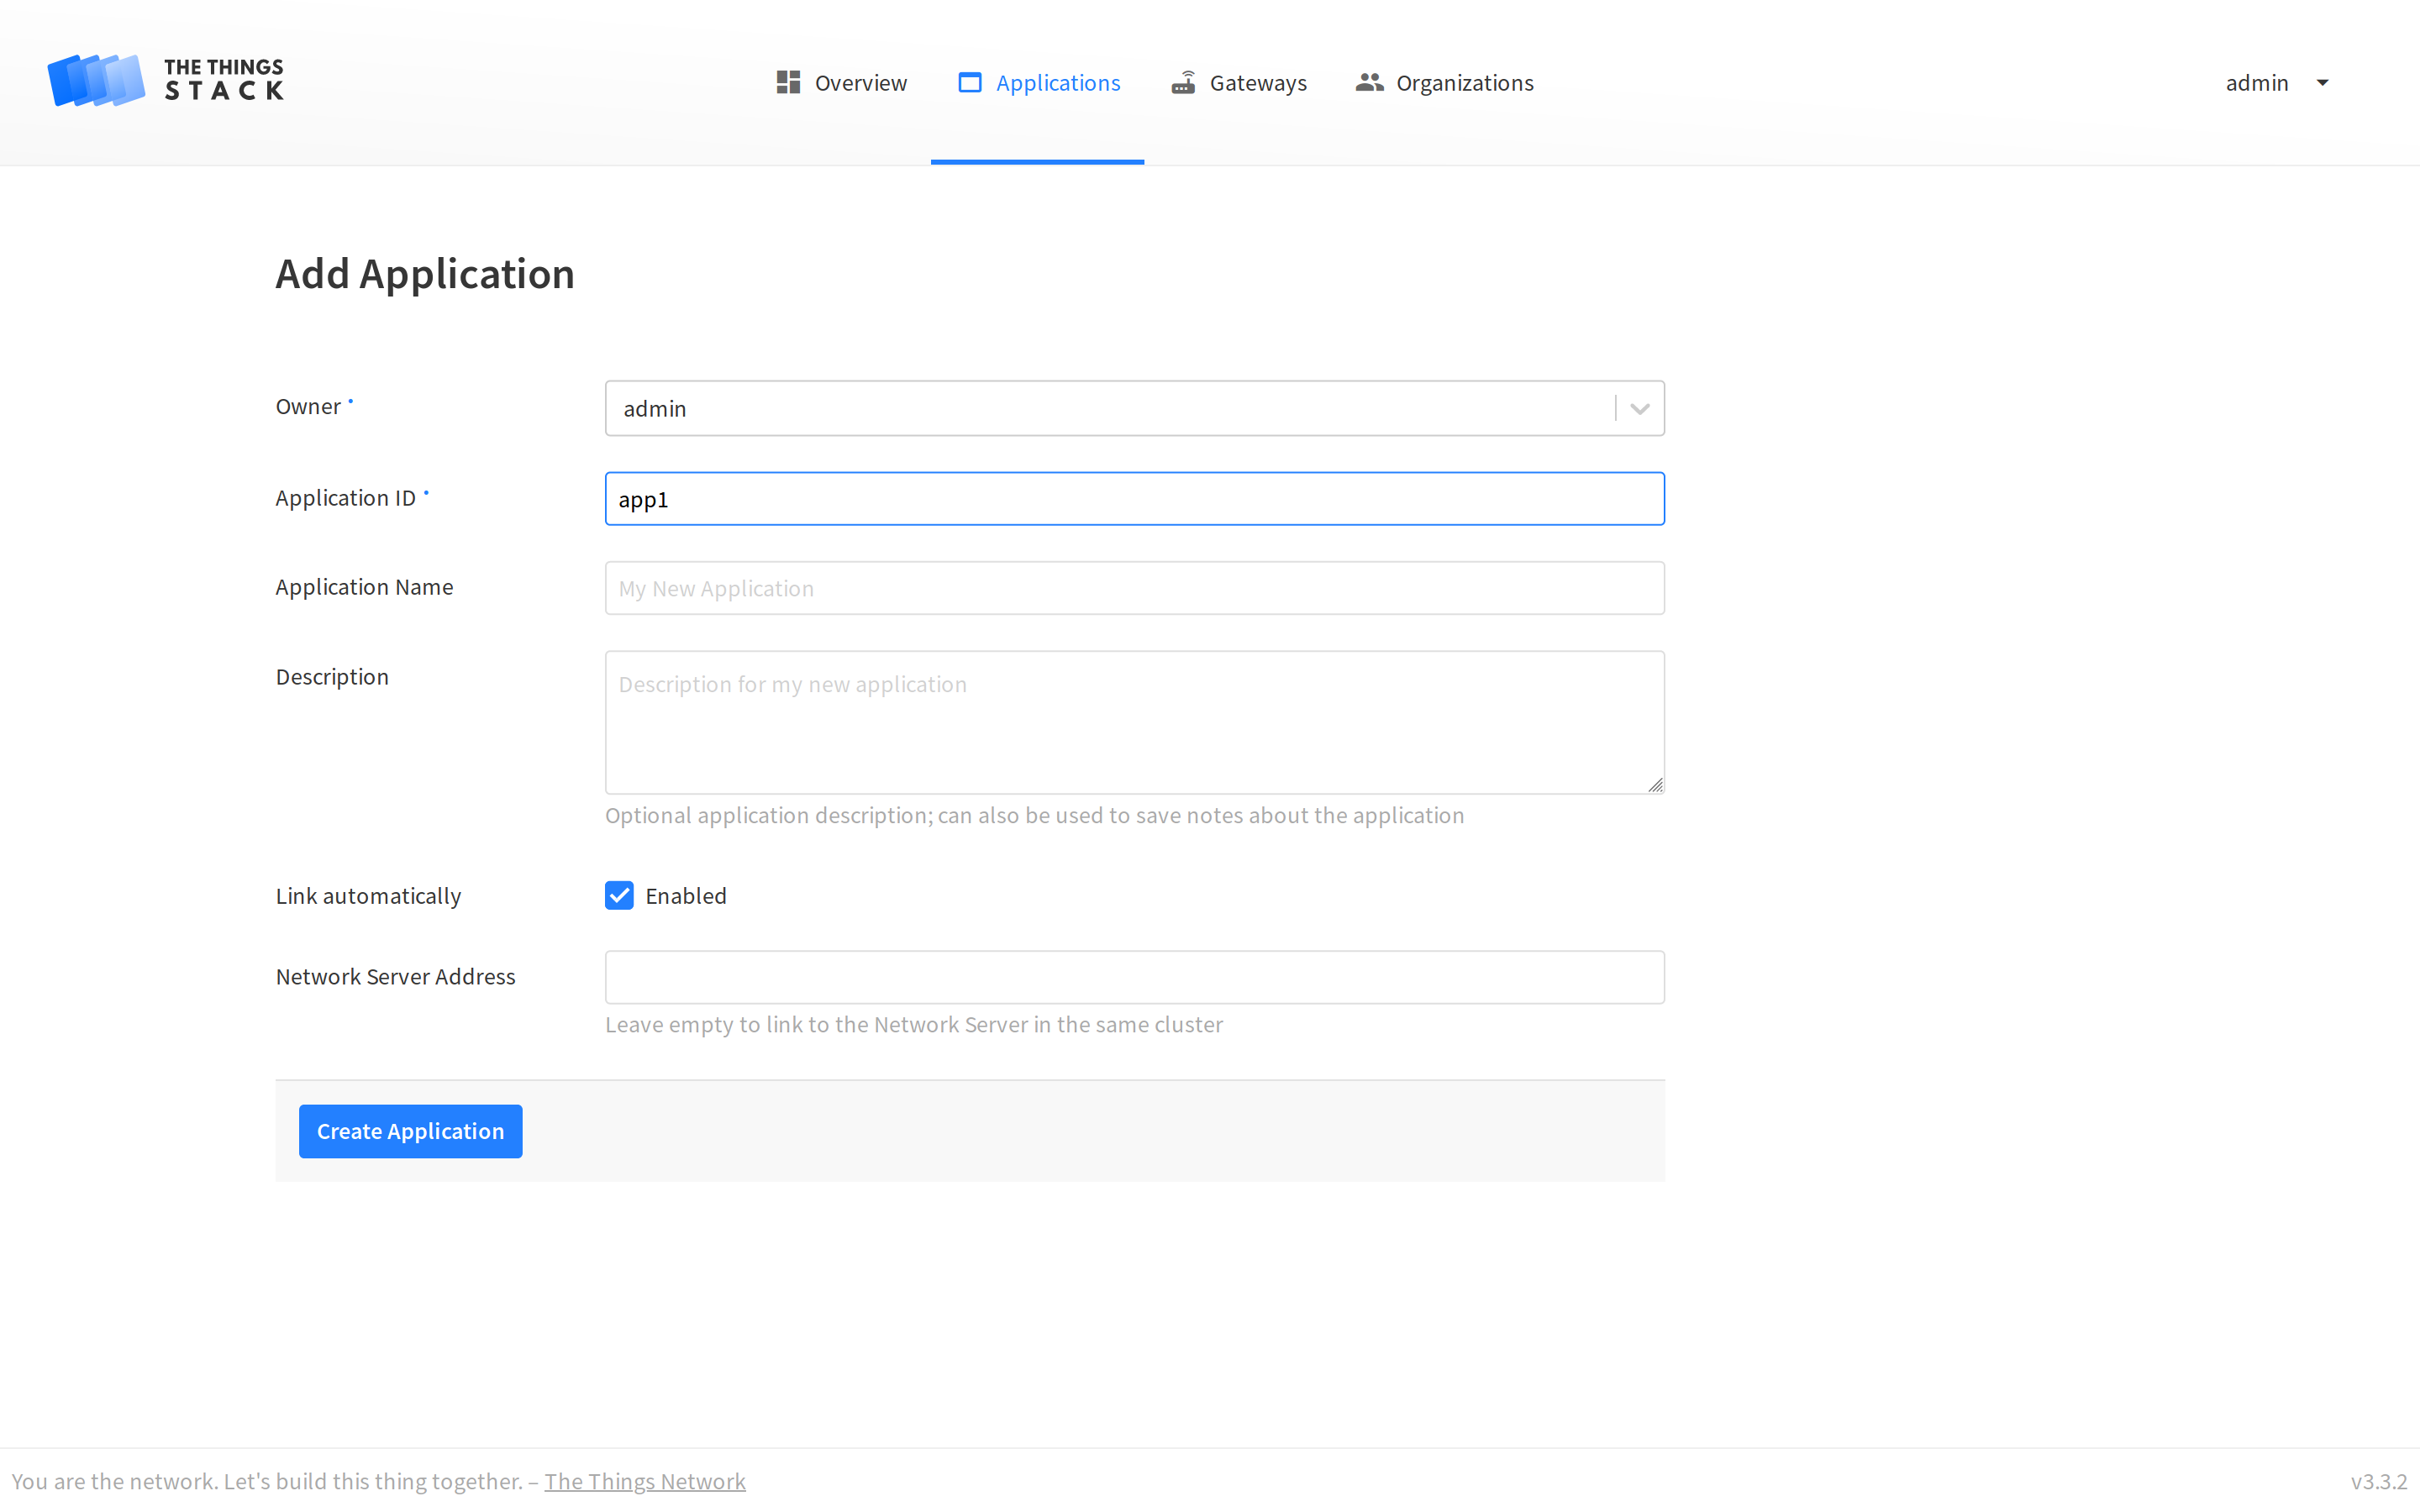 THE THINGS
STACK
Overview
Applications
Gateways
Organizations
admin
Add Application
Owner
admin
Application ID
app1
Application Name
My New Application
Description
Description for my new application
Optional application description; can also be used to save notes about the application
Link automatically
Enabled
Network Server Address
Leave empty to link to the Network Server in the same cluster
Create Application
You are the network. Let's build this thing together. – The Things Network
v3.3.2